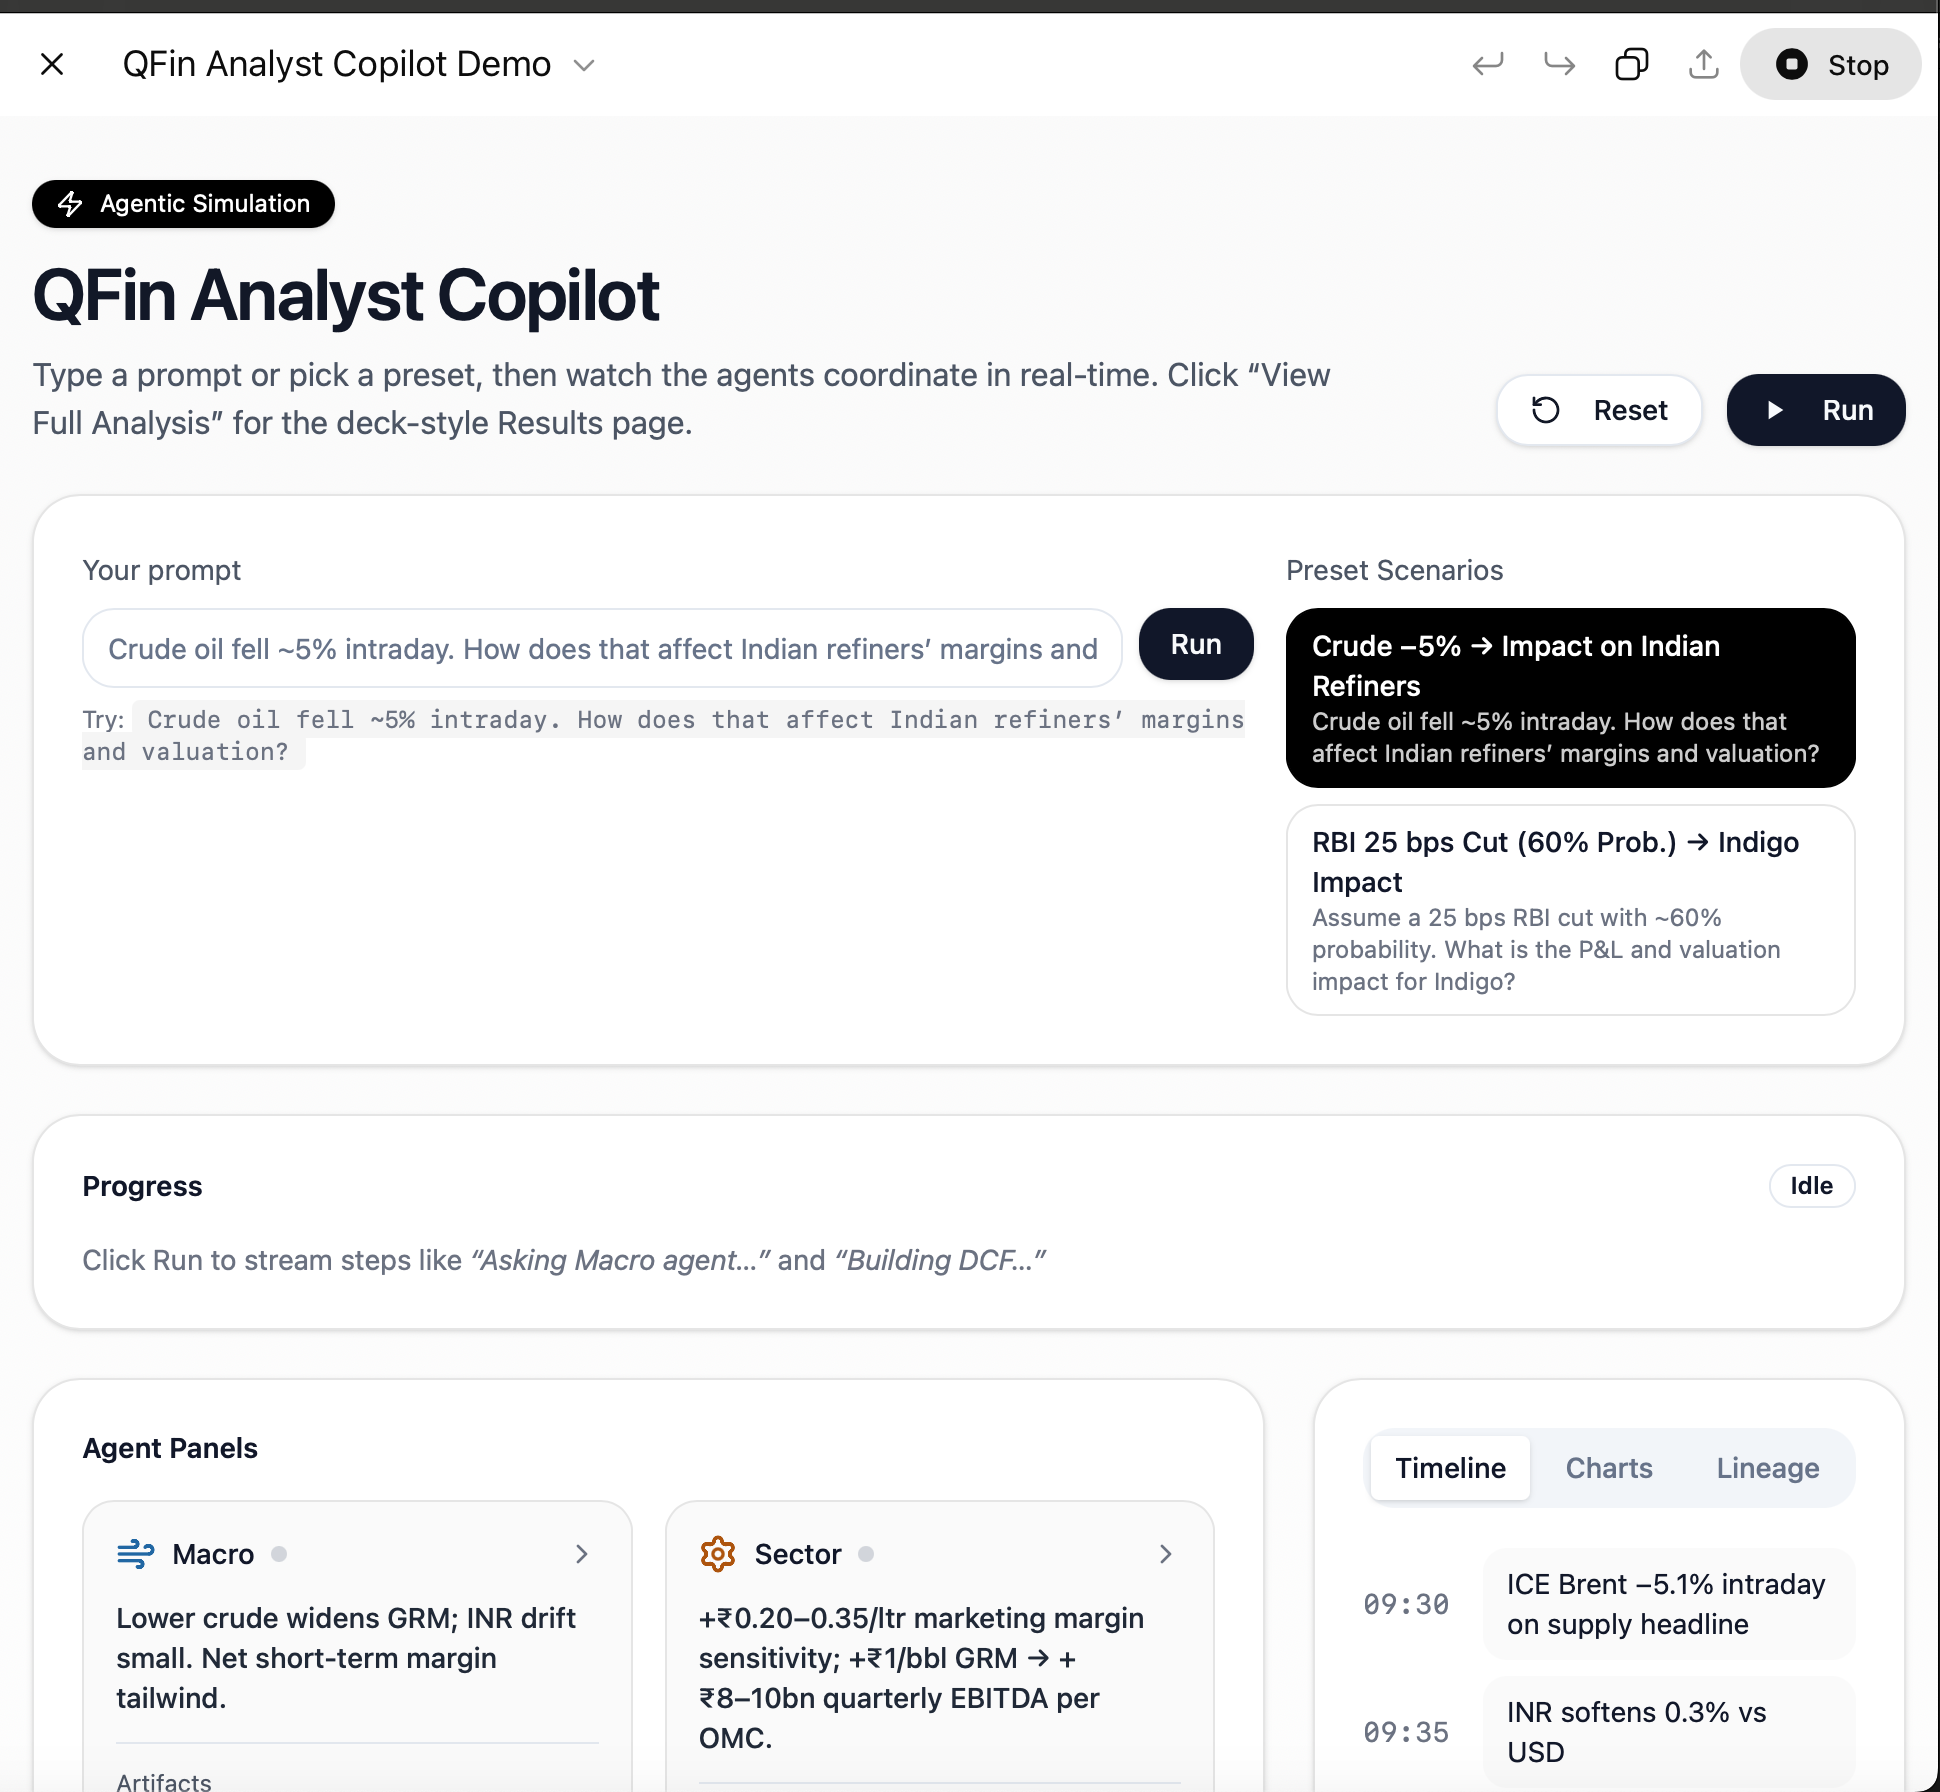 QFin Analyst Copilot Demo
Stop
Agentic Simulation
QFin Analyst Copilot
Type a prompt or pick a preset, then watch the agents coordinate in real-time. Click “View
Full Analysis” for the deck-style Results page.
Reset
Run
Your prompt
Crude oil fell ~5% intraday. How does that affect Indian refiners’ margins and
Run
Try: Crude oil fell ~5% intraday. How does that affect Indian refiners’ margins
and valuation?
Preset Scenarios
Crude –5% → Impact on Indian
Refiners
Crude oil fell ~5% intraday. How does that
affect Indian refiners’ margins and valuation?
RBI 25 bps Cut (60% Prob.) → Indigo
Impact
Assume a 25 bps RBI cut with ~60%
probability. What is the P&L and valuation
impact for Indigo?
Progress
Idle
Click Run to stream steps like “Asking Macro agent…” and “Building DCF…”
Agent Panels
Macro
Lower crude widens GRM; INR drift
small. Net short-term margin
tailwind.
Artifacts
Sector
+₹0.20–0.35/ltr marketing margin
sensitivity; +₹1/bbl GRM → +
₹8–10bn quarterly EBITDA per
OMC.
Timeline
Charts
Lineage
09:30
ICE Brent –5.1% intraday
on supply headline
09:35
INR softens 0.3% vs
USD